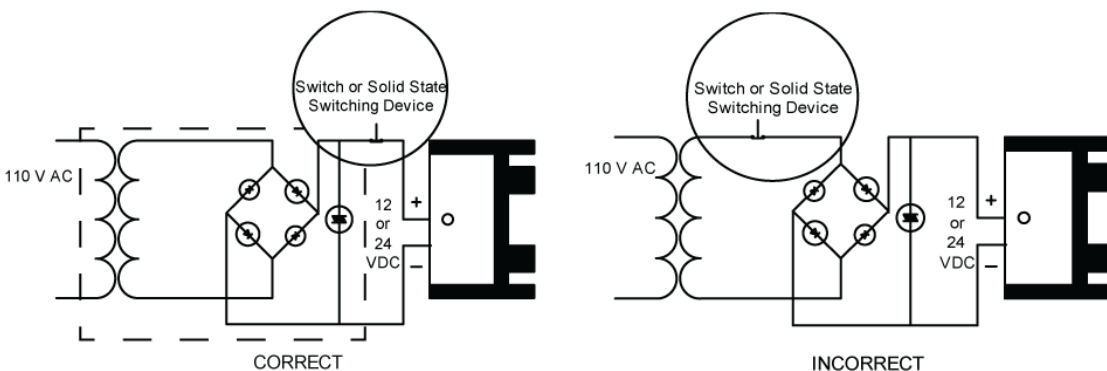 Switch or Solid State
Switching Device
110 V AC
+
12
or
24
VDC
−
CORRECT
Switch or Solid State
Switching Device
110 V AC
+
12
or
24
VDC
−
INCORRECT